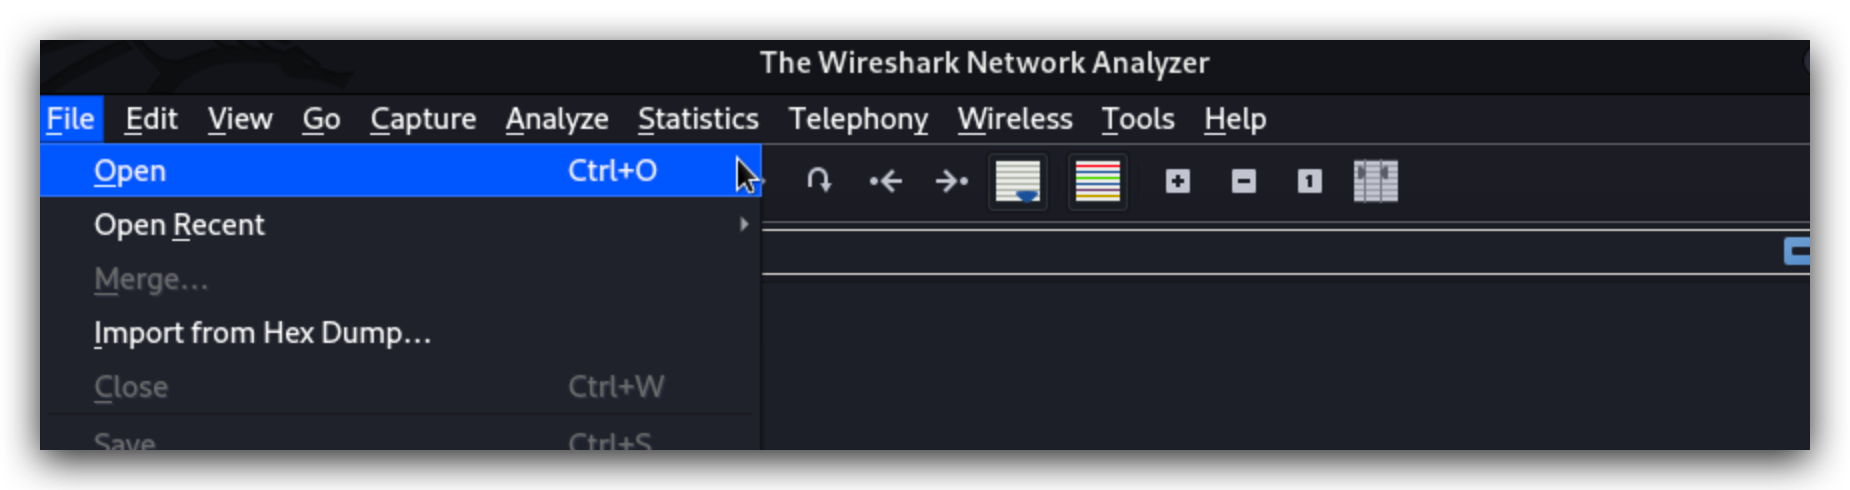 The Wireshark Network Analyzer
File Edit View Go Capture Analyze Statistics Telephony Wireless Tools Help
Open Ctrl+O
Open Recent
Merge...
Import from Hex Dump...
Close Ctrl+W
Save Ctrl+S
1